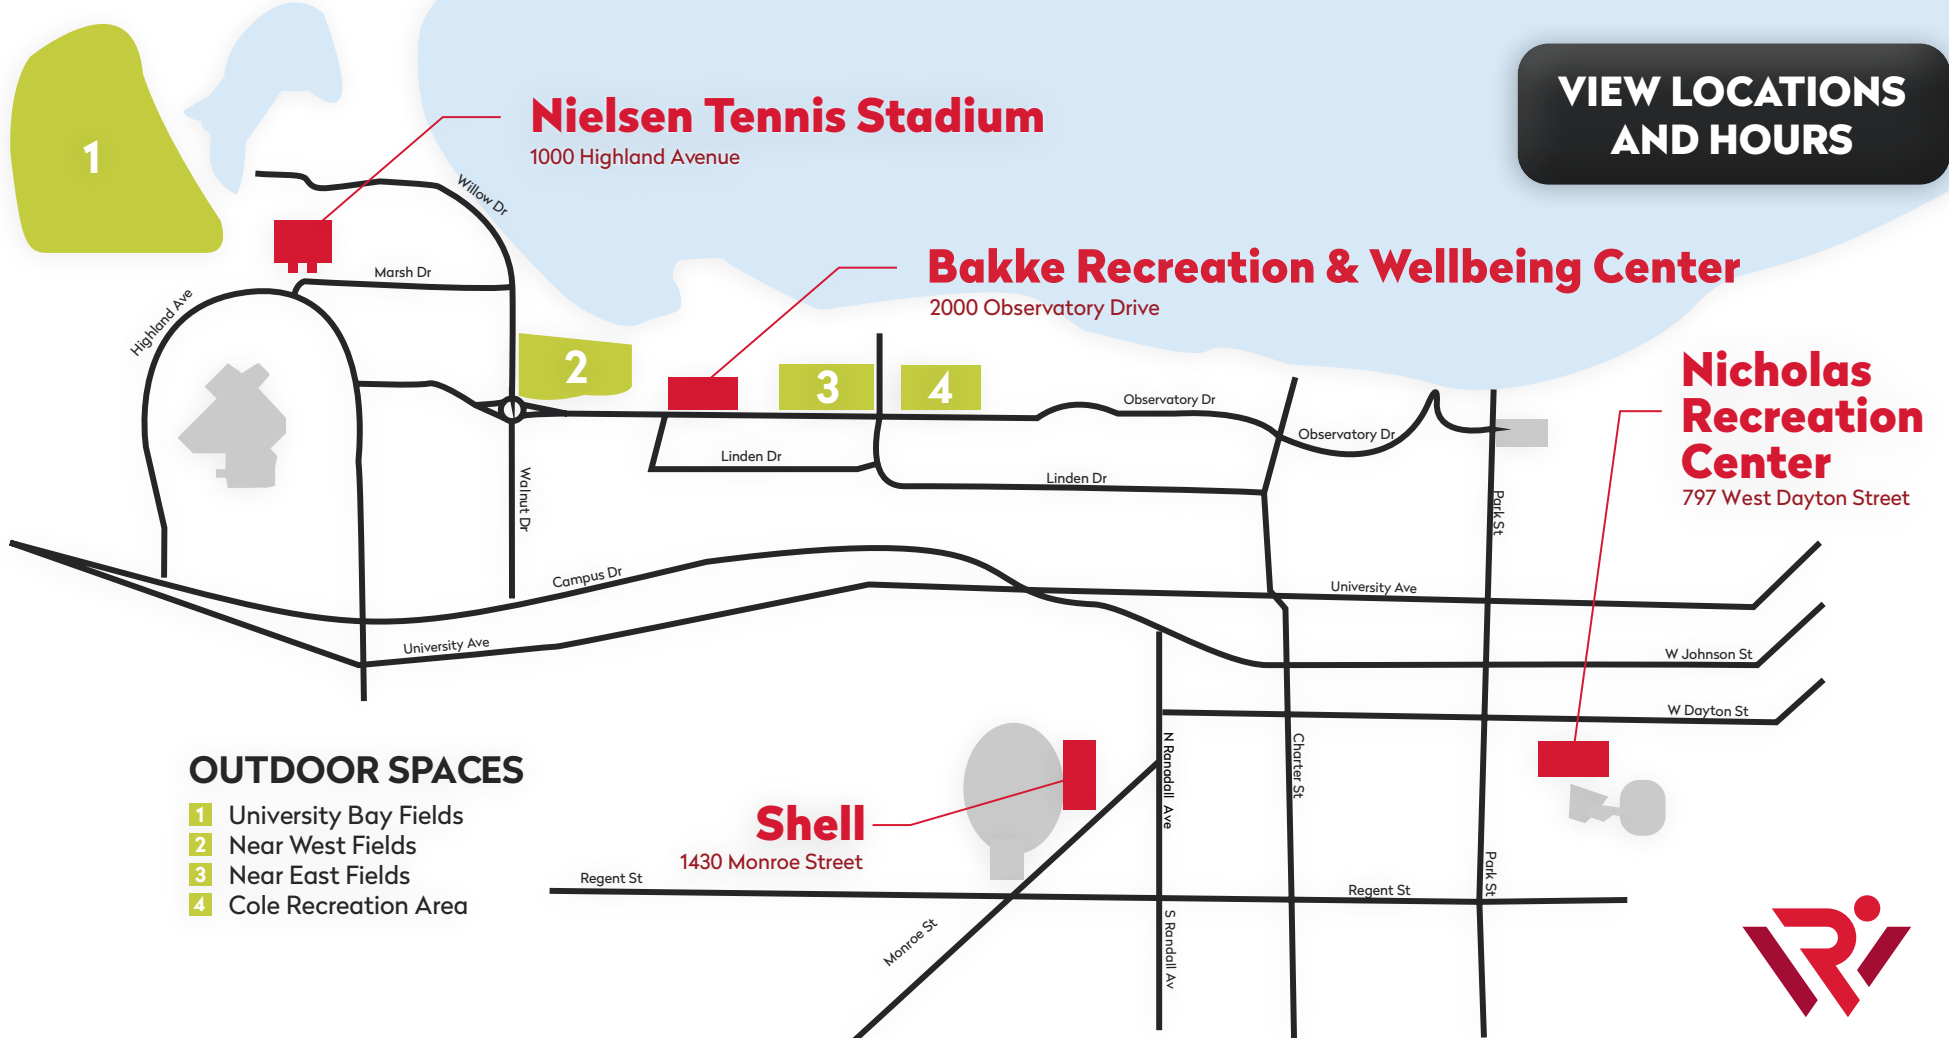 VIEW LOCATIONS
AND HOURS
1
Nielsen Tennis Stadium
1000 Highland Avenue
Willow Dr
Marsh Dr
Highland Ave
Bakke Recreation & Wellbeing Center
2000 Observatory Drive
2
3
4
Nicholas
Recreation
Center
797 West Dayton Street
Observatory Dr
Observatory Dr
Linden Dr
Linden Dr
Walnut Dr
Park St
Campus Dr
University Ave
University Ave
W Johnson St
W Dayton St
N Ranadall Ave
Charter St
OUTDOOR SPACES
1 University Bay Fields
2 Near West Fields
3 Near East Fields
4 Cole Recreation Area
Shell
1430 Monroe Street
Regent St
Regent St
Park St
Monroe St
S Randall Av